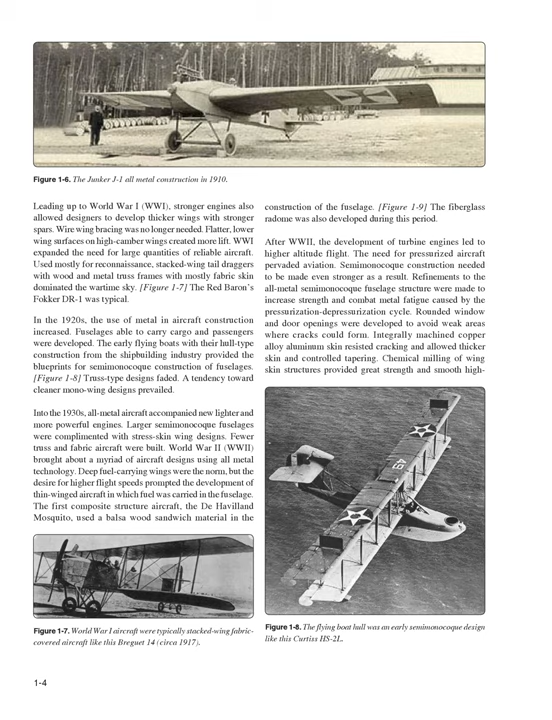 Figure 1-6. The Junker J-1 all metal construction in 1910.
Leading up to World War I (WWI), stronger engines also
allowed designers to develop thicker wings with stronger
spars. Wire wing bracing was no longer needed. Flatter, lower
wing surfaces on high-camber wings created more lift. WWI
expanded the need for large quantities of reliable aircraft.
Used mostly for reconnaissance, stacked-wing tail draggers
with wood and metal truss frames with mostly fabric skin
dominated the wartime sky. [Figure 1-7] The Red Baron's
Fokker DR-1 was typical.
In the 1920s, the use of metal in aircraft construction
increased. Fuselages able to carry cargo and passengers
were developed. The early flying boats with their hull-type
construction from the shipbuilding industry provided the
blueprints for semimonocoque construction of fuselages.
[Figure 1-8] Truss-type designs faded. A tendency toward
cleaner mono-wing designs prevailed.
Into the 1930s, all-metal aircraft accompanied new lighter and
more powerful engines. Larger semimonocoque fuselages
were complimented with stress-skin wing designs. Fewer
truss and fabric aircraft were built. World War II (WWII)
brought about a myriad of aircraft designs using all metal
technology. Deep fuel-carrying wings were the norm, but the
desire for higher flight speeds prompted the development of
thin-winged aircraft in which fuel was carried in the fuselage.
The first composite structure aircraft, the De Havilland
Mosquito, used a balsa wood sandwich material in the
Figure 1-7. World War I aircraft were typically stacked-wing fabric-
covered aircraft like this Breguet 14 (circa 1917).
construction of the fuselage. [Figure 1-9] The fiberglass
radome was also developed during this period.
After WWII, the development of turbine engines led to
higher altitude flight. The need for pressurized aircraft
pervaded aviation. Semimonocoque construction needed
to be made even stronger as a result. Refinements to the
all-metal semimonocoque fuselage structure were made to
increase strength and combat metal fatigue caused by the
pressurization-depressurization cycle. Rounded window
and door openings were developed to avoid weak areas
where cracks could form. Integrally machined copper
alloy aluminum skin resisted cracking and allowed thicker
skin and controlled tapering. Chemical milling of wing
skin structures provided great strength and smooth high-
49
Figure 1-8. The flying boat hull was an early semimonocoque design
like this Curtiss HS-2L.
1-4